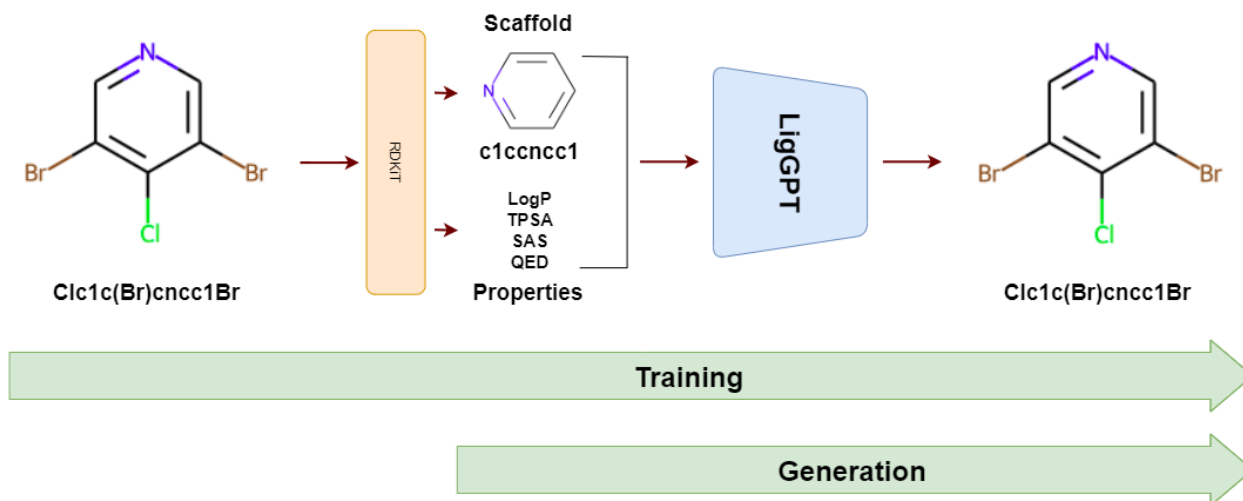 N
Br
Br
Cl
Clc1c(Br)cncc1Br
RDKIT
Scaffold
N
c1ccncc1
LogP
TPSA
SAS
QED
Properties
LigGPT
N
Br
Br
Cl
Clc1c(Br)cncc1Br
Training
Generation